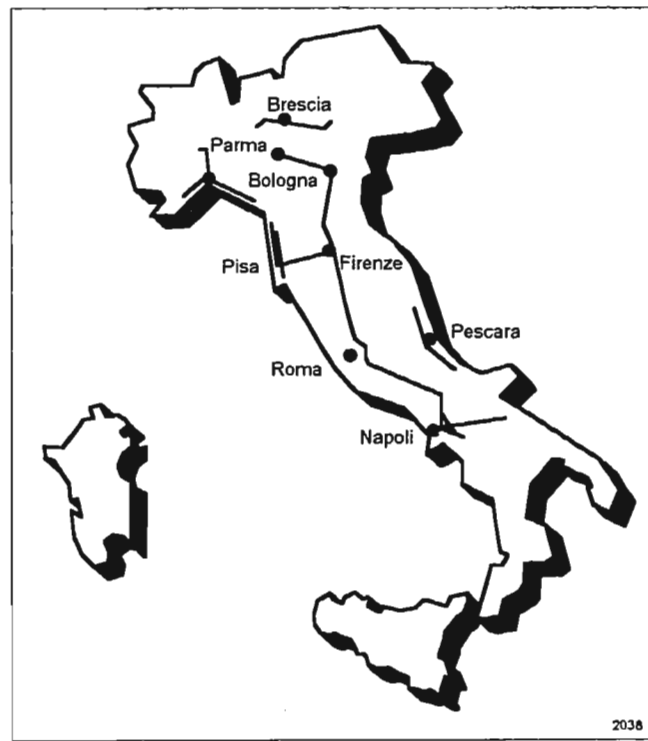 Brescia
Parma
Bologna
Pisa
Firenze
Pescara
Roma
Napoli
2038